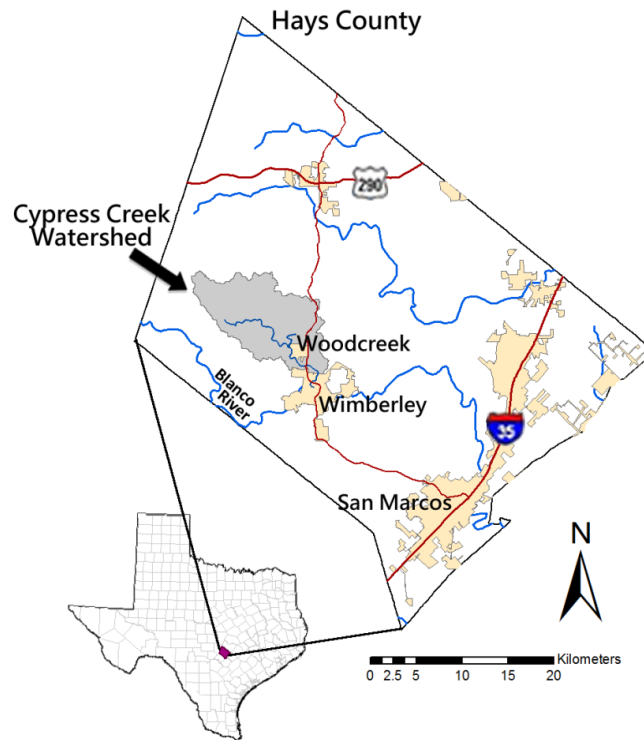 Hays County
290
Cypress Creek
Watershed
Woodcreek
Blanco
River
Wimberley
35
San Marcos
N
Kilometers
0 2.5 5 10 15 20